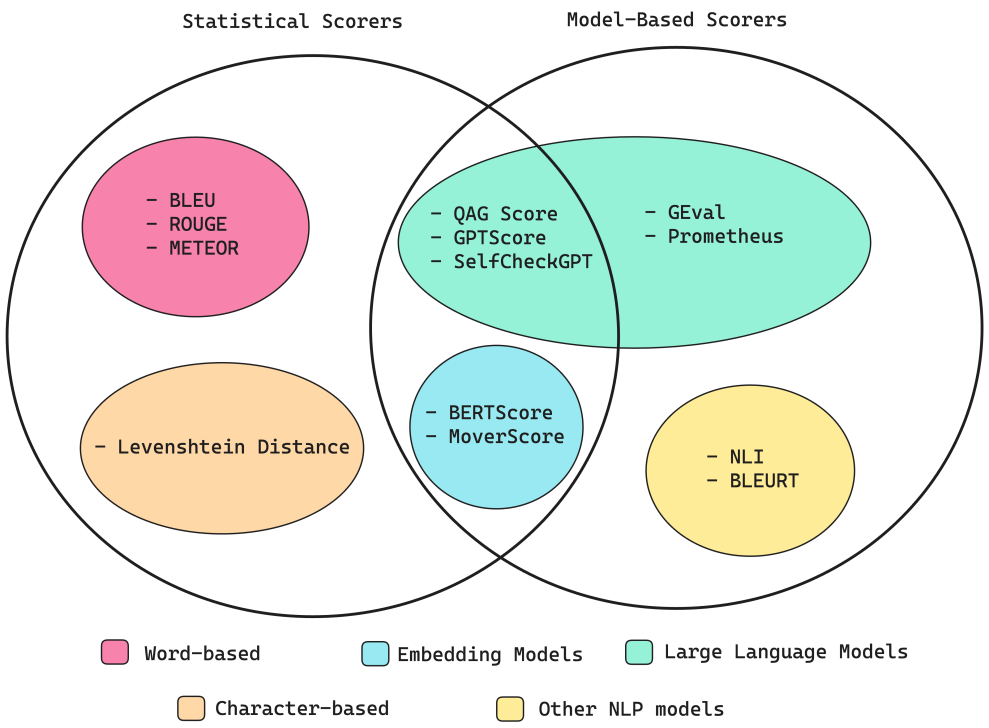 Statistical Scorers
Model-Based Scorers
- BLEU
- ROUGE
- METEOR
- QAG Score
- GPTScore
- SelfCheckGPT
- GEval
- Prometheus
- Levenshtein Distance
- BERTScore
- MoverScore
- NLI
- BLEURT
Word-based
Embedding Models
Large Language Models
Character-based
Other NLP models